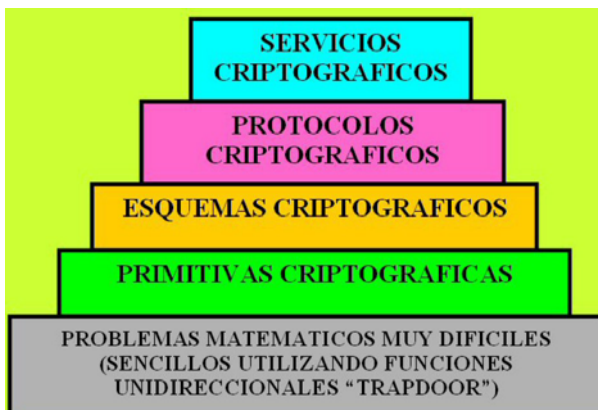 SERVICIOS
CRIPTOGRAFICOS
PROTOCOLOS
CRIPTOGRAFICOS
ESQUEMAS CRIPTOGRAFICOS
PRIMITIVAS CRIPTOGRAFICAS
PROBLEMAS MATEMATICOS MUY DIFICILES
(SENCILLOS UTILIZANDO FUNCIONES
UNIDIRECCIONALES “TRAPDOOR”)